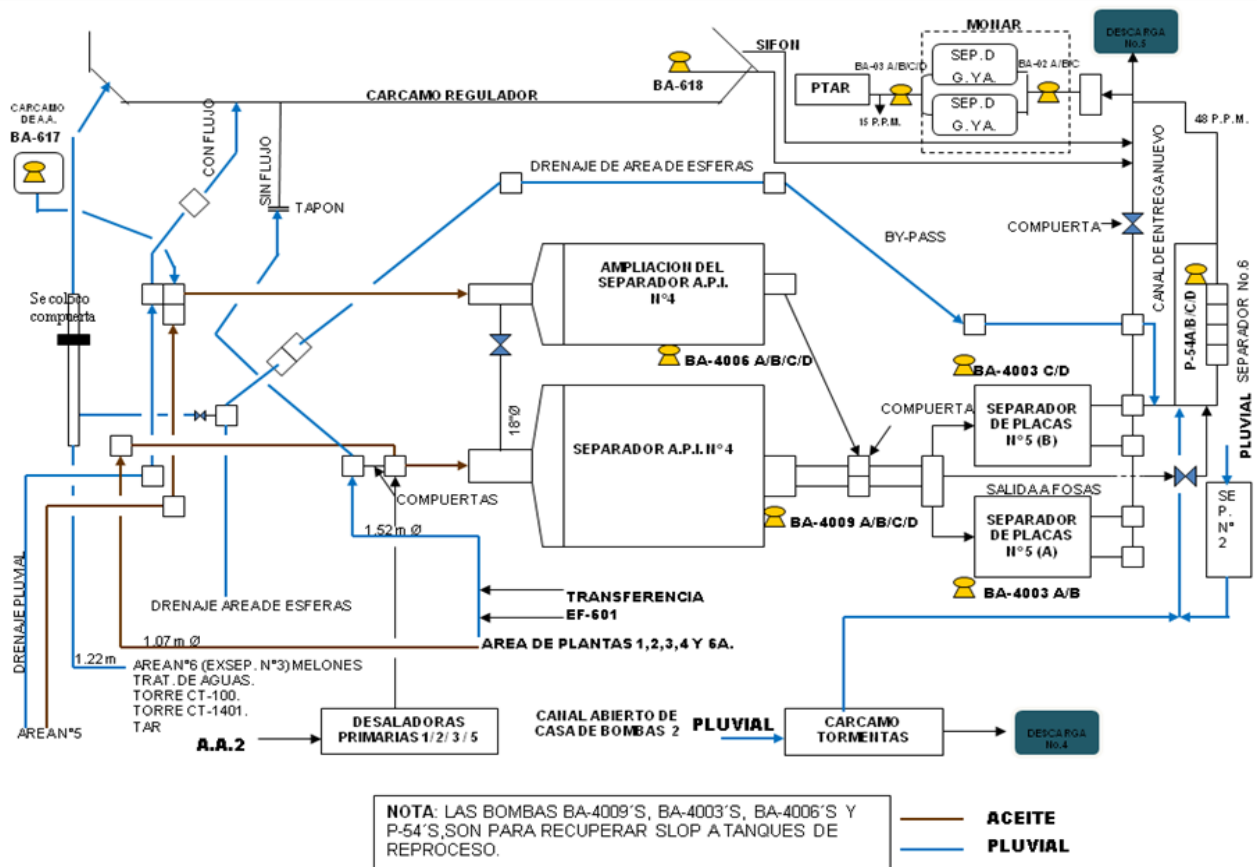 MONAR
DESCARGA
No.5
SIFON
BA-618
BA-03 A/B/C/D
SEP. D
G. YA.
BA-02 A/B/C
PTAR
SEP. D
G. YA.
15 P.P.M.
48 P.P.M.
CARCAMO
DE A.A.
BA-617
CARCAMO REGULADOR
CON FLUJO
SIN FLUJO
TAPON
DRENAJE DE AREA DE ESFERAS
BY-PASS
COMPUERTA
CANAL DE ENTREGA NUEVO
P-54A/B/C/D
SEPARADOR No.6
PLUVIAL
Se coloco
compuerta
AMPLIACION DEL
SEPARADOR A.P.I.
N°4
BA-4006 A/B/C/D
BA-4003 C/D
18"Ø
SEPARADOR A.P.I. N°4
COMPUERTA
SEPARADOR
DE PLACAS
N°5 (B)
COMPUERTAS
SALIDA A FOSAS
BA-4009 A/B/C/D
SEPARADOR
DE PLACAS
N°5 (A)
SE
P. N°
2
1.52 m Ø
BA-4003 A/B
DRENAJE PLUVIAL
DRENAJE AREA DE ESFERAS
TRANSFERENCIA
EF-601
1.07 m Ø
AREA DE PLANTAS 1,2,3,4 Y 6A.
1.22 m
AREA N°6 (EXSEP. N°3) MELONES
TRAT. DE AGUAS.
TORRE CT-100.
TORRE CT-1401.
TAR
AREA N°5
A.A.2
DESALADORAS
PRIMARIAS 1/ 2/ 3 / 5
CANAL ABIERTO DE
CASA DE BOMBAS 2
PLUVIAL
CARCAMO
TORMENTAS
DESCARGA
No.4
NOTA: LAS BOMBAS BA-4009´S, BA-4003´S, BA-4006´S Y
P-54´S,SON PARA RECUPERAR SLOP A TANQUES DE
REPROCESO.
ACEITE
PLUVIAL